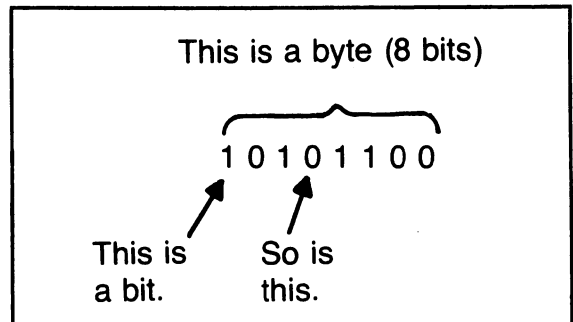 This is a byte (8 bits)
1 0 1 0 1 1 0 0
This is
a bit.
So is
this.